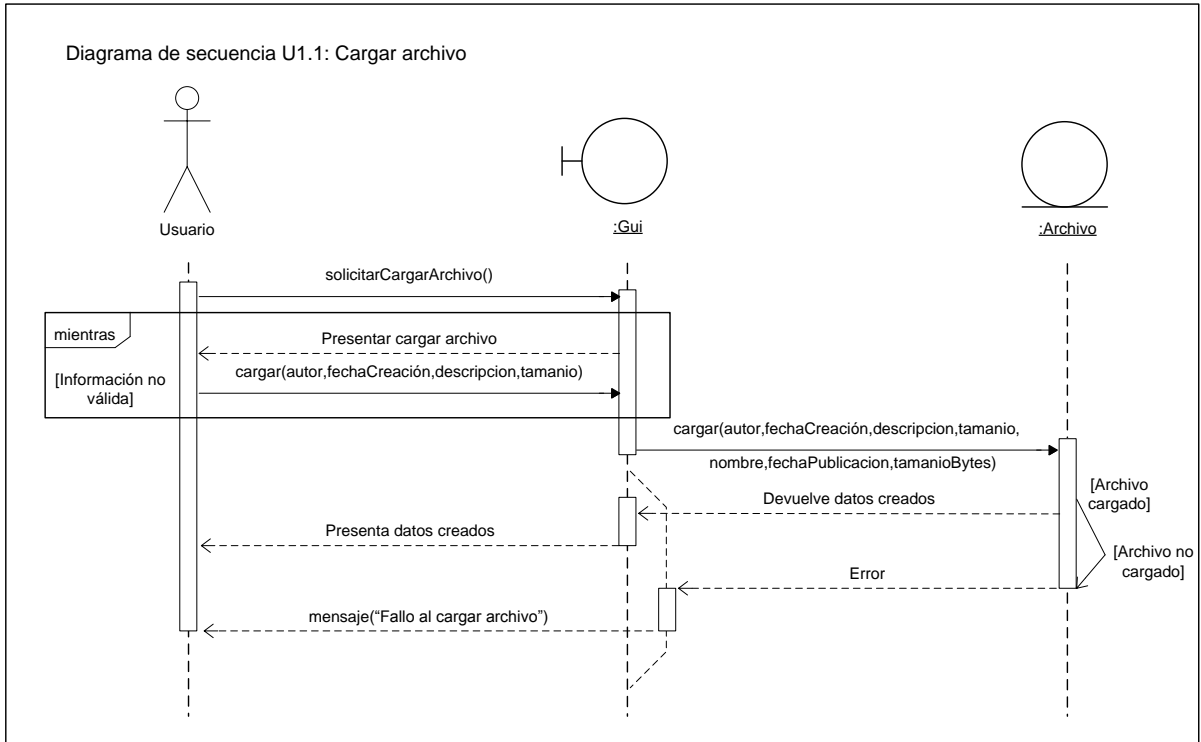 Diagrama de secuencia U1.1: Cargar archivo
Usuario
:Gui
:Archivo
solicitarCargarArchivo()
mientras
Presentar cargar archivo
[Información no
válida]
cargar(autor,fechaCreación,descripcion,tamanio)
cargar(autor,fechaCreación,descripcion,tamanio,
nombre,fechaPublicacion,tamanioBytes)
[Archivo
cargado]
Devuelve datos creados
Presenta datos creados
[Archivo no
cargado]
Error
mensaje(“Fallo al cargar archivo”)